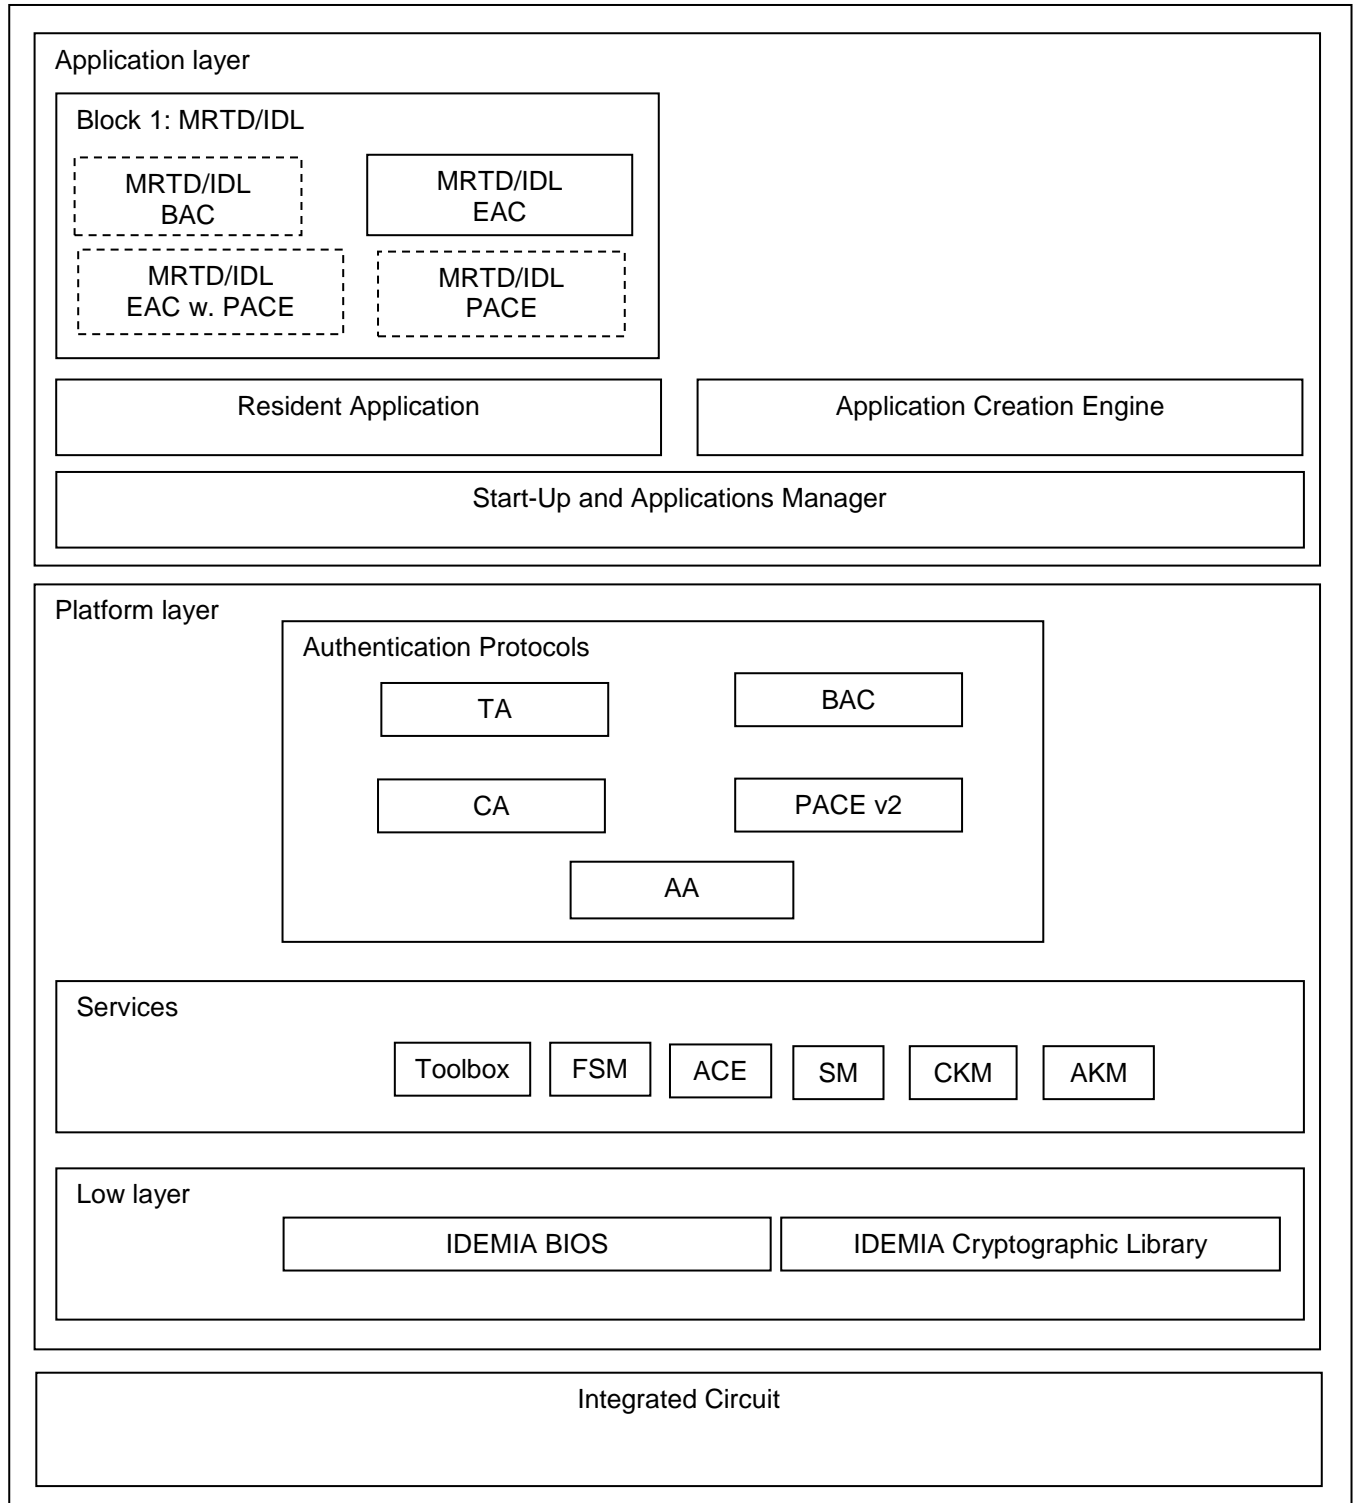 Application layer
Block 1: MRTD/IDL
MRTD/IDL
BAC
MRTD/IDL
EAC
MRTD/IDL
EAC w. PACE
MRTD/IDL
PACE
Resident Application
Application Creation Engine
Start-Up and Applications Manager
Platform layer
Authentication Protocols
TA
BAC
CA
PACE v2
AA
Services
Toolbox
FSM
ACE
SM
CKM
AKM
Low layer
IDEMIA BIOS
IDEMIA Cryptographic Library
Integrated Circuit